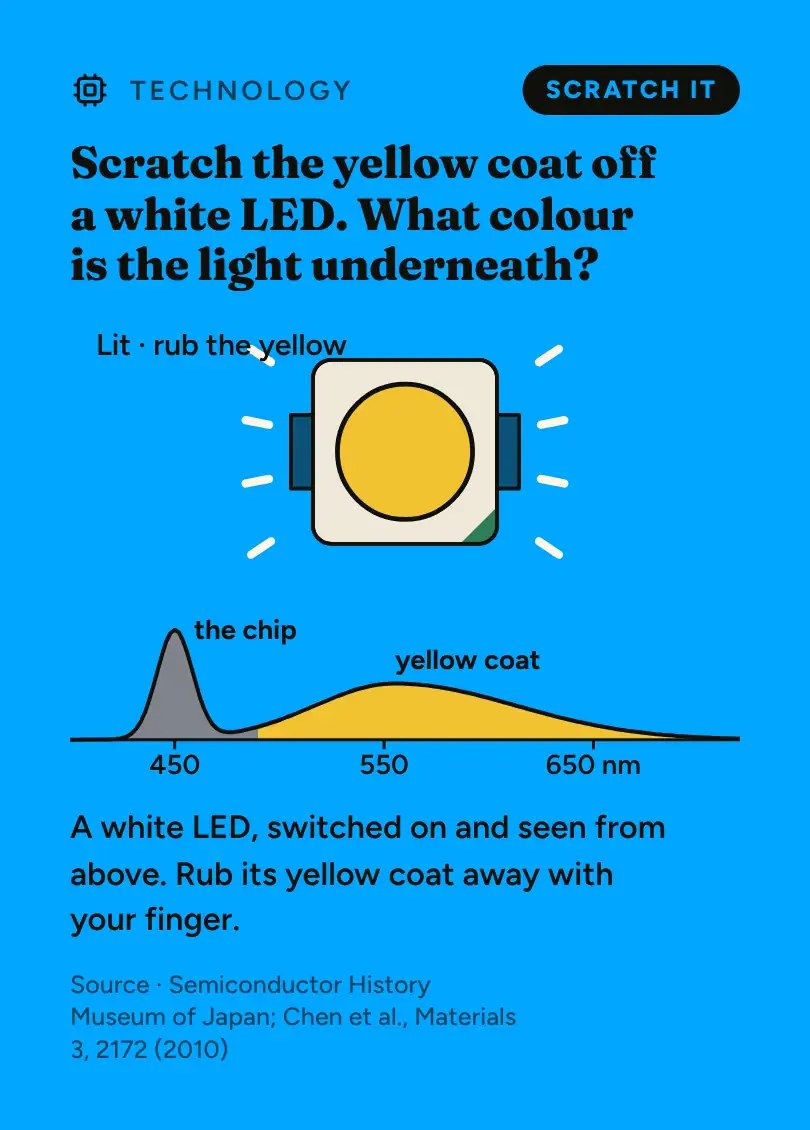 TECHNOLOGY
SCRATCH IT
Scratch the yellow coat off
a white LED. What colour
is the light underneath?
Lit · rub the yellow
the chip
yellow coat
450
550
650 nm
A white LED, switched on and seen from
above. Rub its yellow coat away with
your finger.
Source · Semiconductor History
Museum of Japan; Chen et al., Materials
3, 2172 (2010)